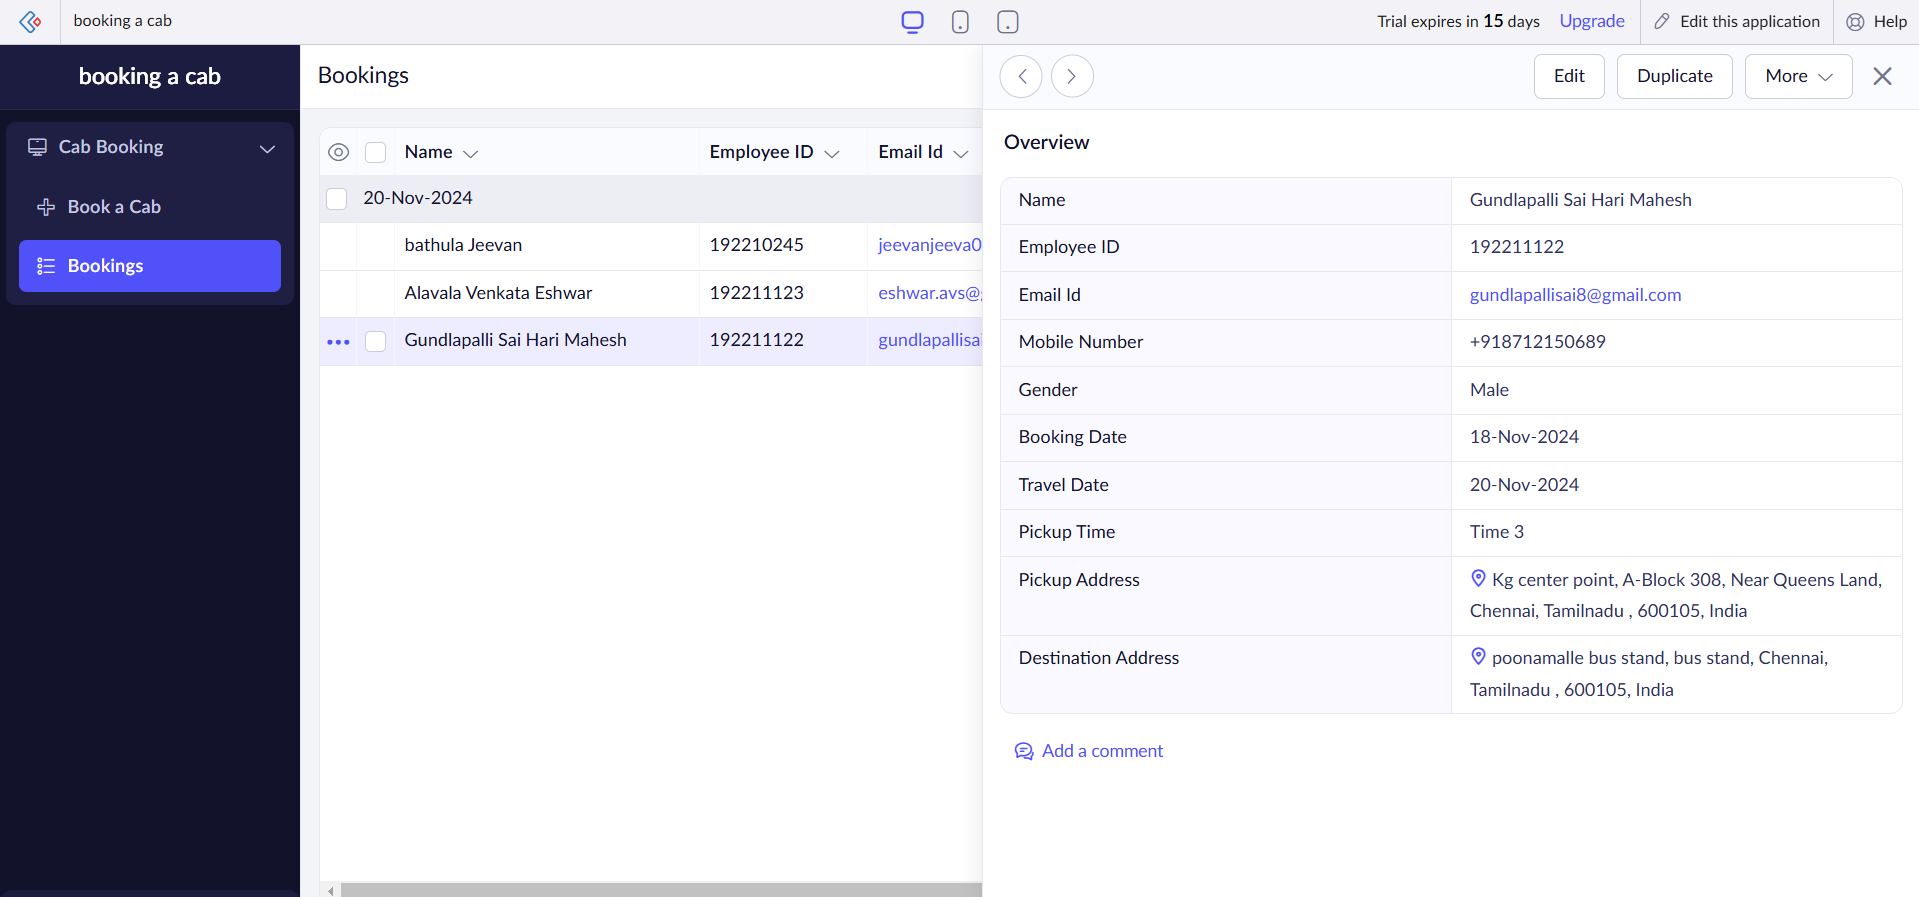 booking a cab
Trial expires in 15 days Upgrade Edit this application Help
booking a cab
Cab Booking
Book a Cab
Bookings
Bookings
Name Employee ID Email Id
20-Nov-2024
bathula Jeevan 192210245 jeevanjeeva0
Alavala Venkata Eshwar 192211123 eshwar.avs@
Gundlapalli Sai Hari Mahesh 192211122 gundlapallisai
Edit Duplicate More
Overview
Name Gundlapalli Sai Hari Mahesh
Employee ID 192211122
Email Id gundlapallisai8@gmail.com
Mobile Number +918712150689
Gender Male
Booking Date 18-Nov-2024
Travel Date 20-Nov-2024
Pickup Time Time 3
Pickup Address Kg center point, A-Block 308, Near Queens Land,
Chennai, Tamilnadu , 600105, India
Destination Address poonamalle bus stand, bus stand, Chennai,
Tamilnadu , 600105, India
Add a comment